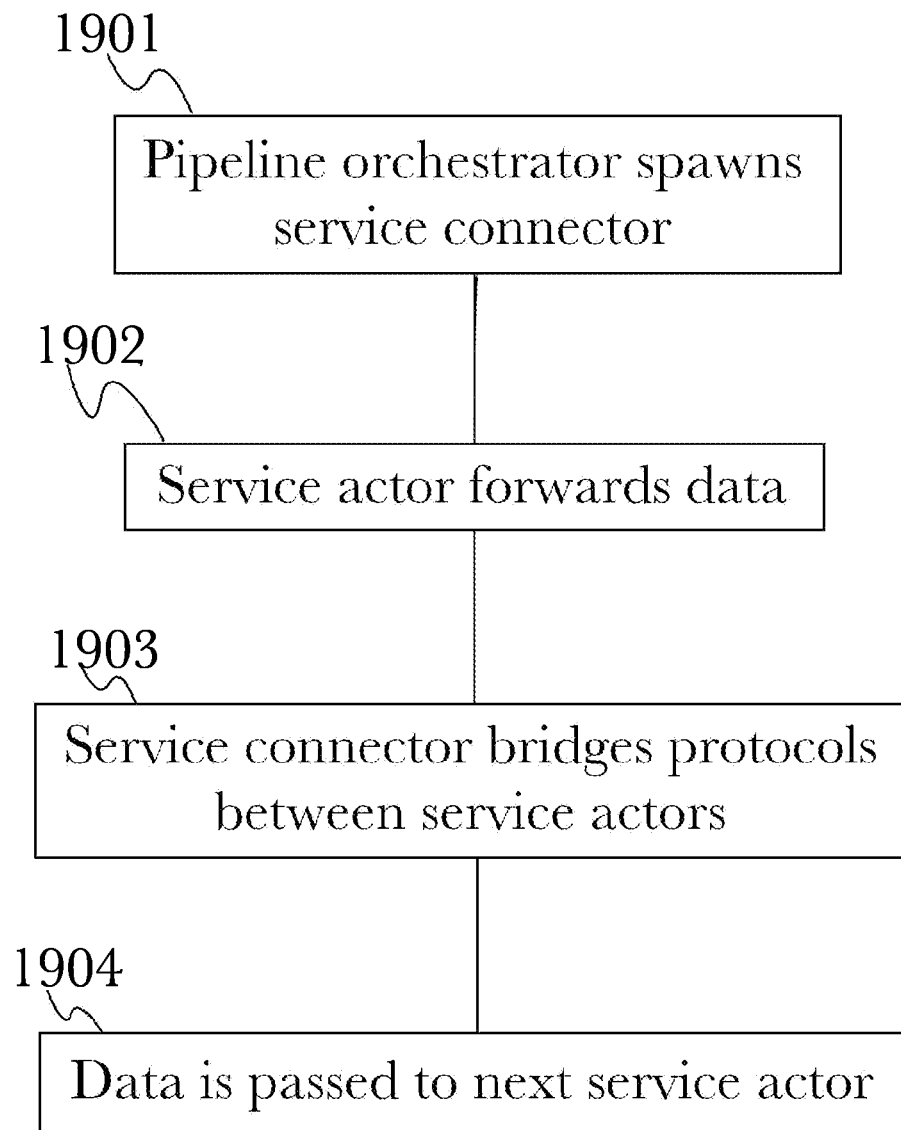 1901
Pipeline orchestrator spawns
service connector
1902
Service actor forwards data
1903
Service connector bridges protocols
between service actors
1904
Data is passed to next service actor